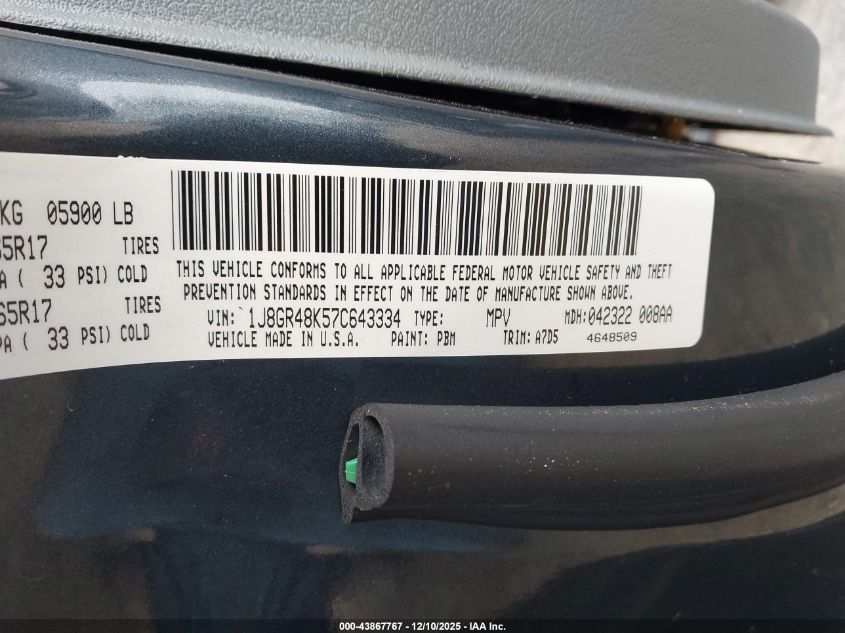 KG 05900 LB
65R17 TIRES
A ( 33 PSI) COLD
65R17 TIRES
PA ( 33 PSI) COLD
THIS VEHICLE CONFORMS TO ALL APPLICABLE FEDERAL MOTOR VEHICLE SAFETY AND THEFT
PREVENTION STANDARDS IN EFFECT ON THE DATE OF MANUFACTURE SHOWN ABOVE.
VIN: 1J8GR48K57C643334 TYPE: MPV MDH: 042322 008AA
VEHICLE MADE IN U.S.A. PAINT: PBM TRIM: A7D5 4648509
000-43867767 - 12/10/2025 - IAA Inc.